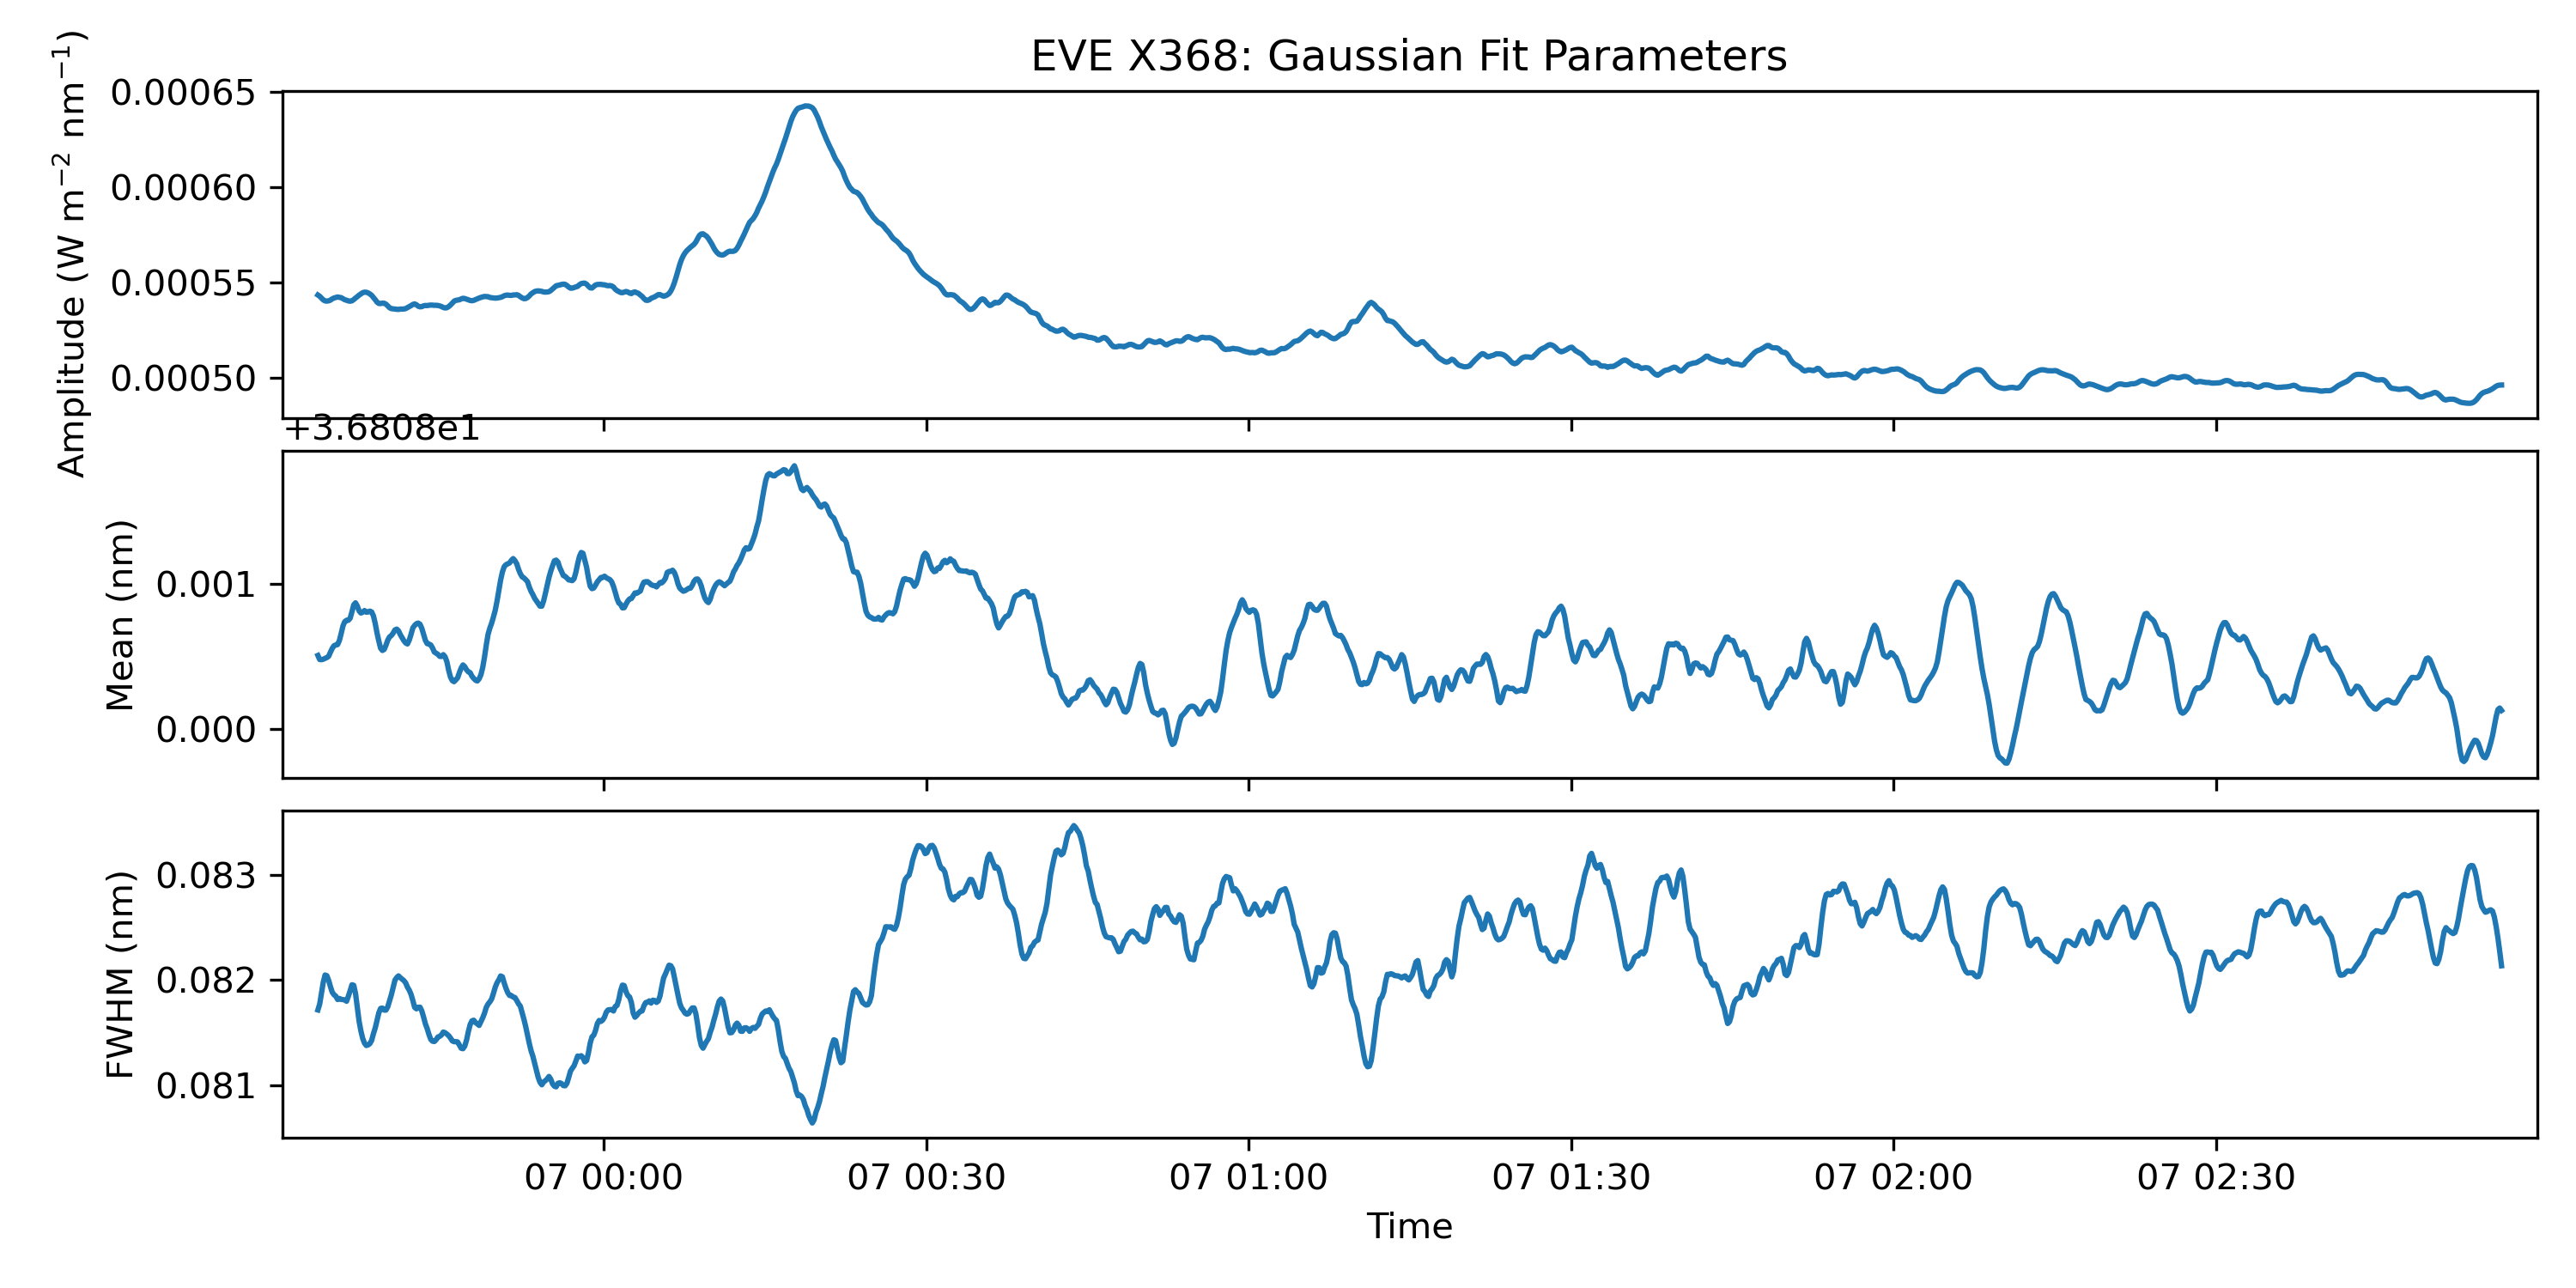 EVE X368: Gaussian Fit Parameters
Amplitude (W m⁻² nm⁻¹)
0.00065
0.00060
0.00055
0.00050
+3.6808e1
Mean (nm)
0.001
0.000
FWHM (nm)
0.083
0.082
0.081
07 00:00 07 00:30 07 01:00 07 01:30 07 02:00 07 02:30
Time